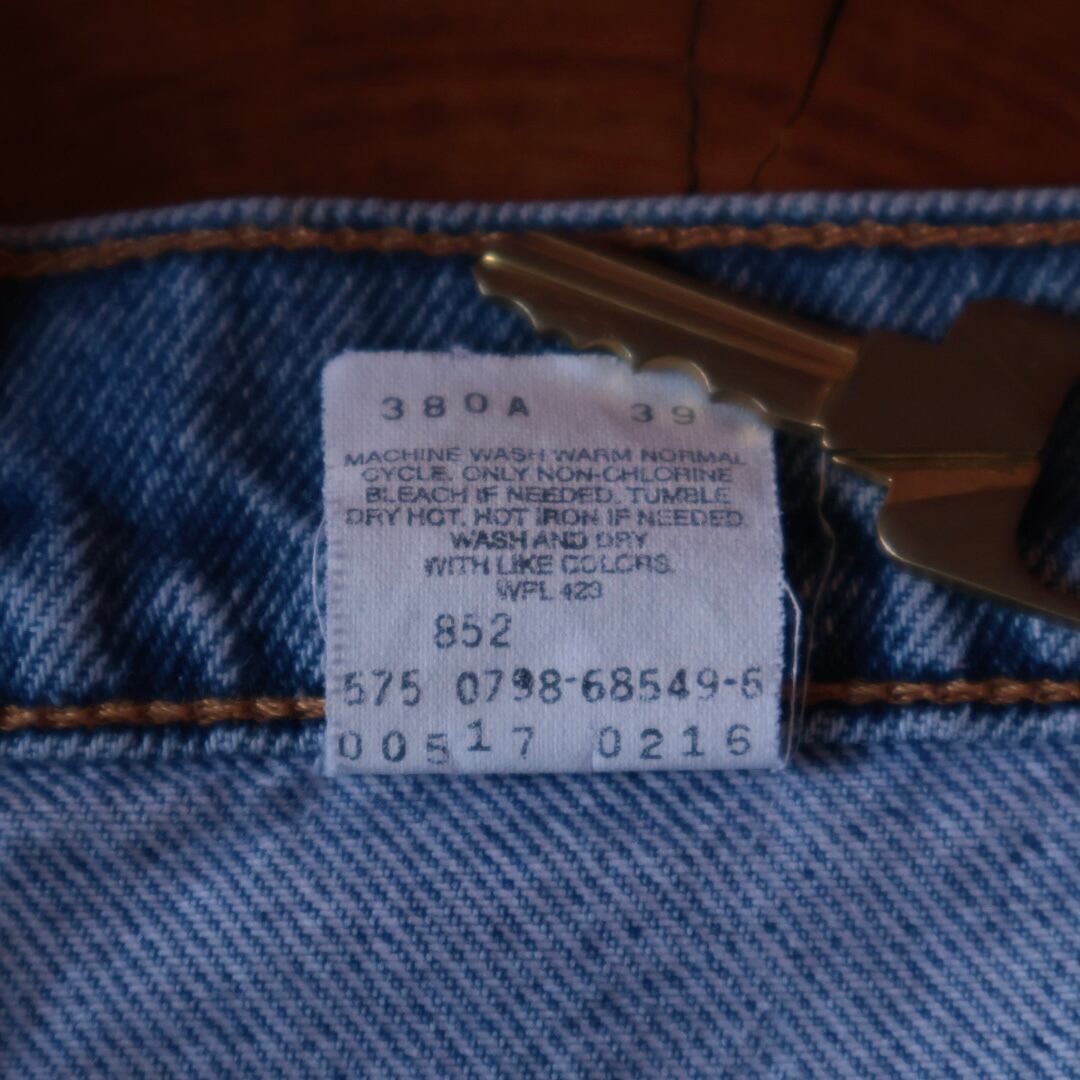 380A 39
MACHINE WASH WARM NORMAL
CYCLE. ONLY NON-CHLORINE
BLEACH IF NEEDED. TUMBLE
DRY HOT. HOT IRON IF NEEDED.
WASH AND DRY
WITH LIKE COLORS.
WPL 423
852
575 0798-68549-6
00517 0216